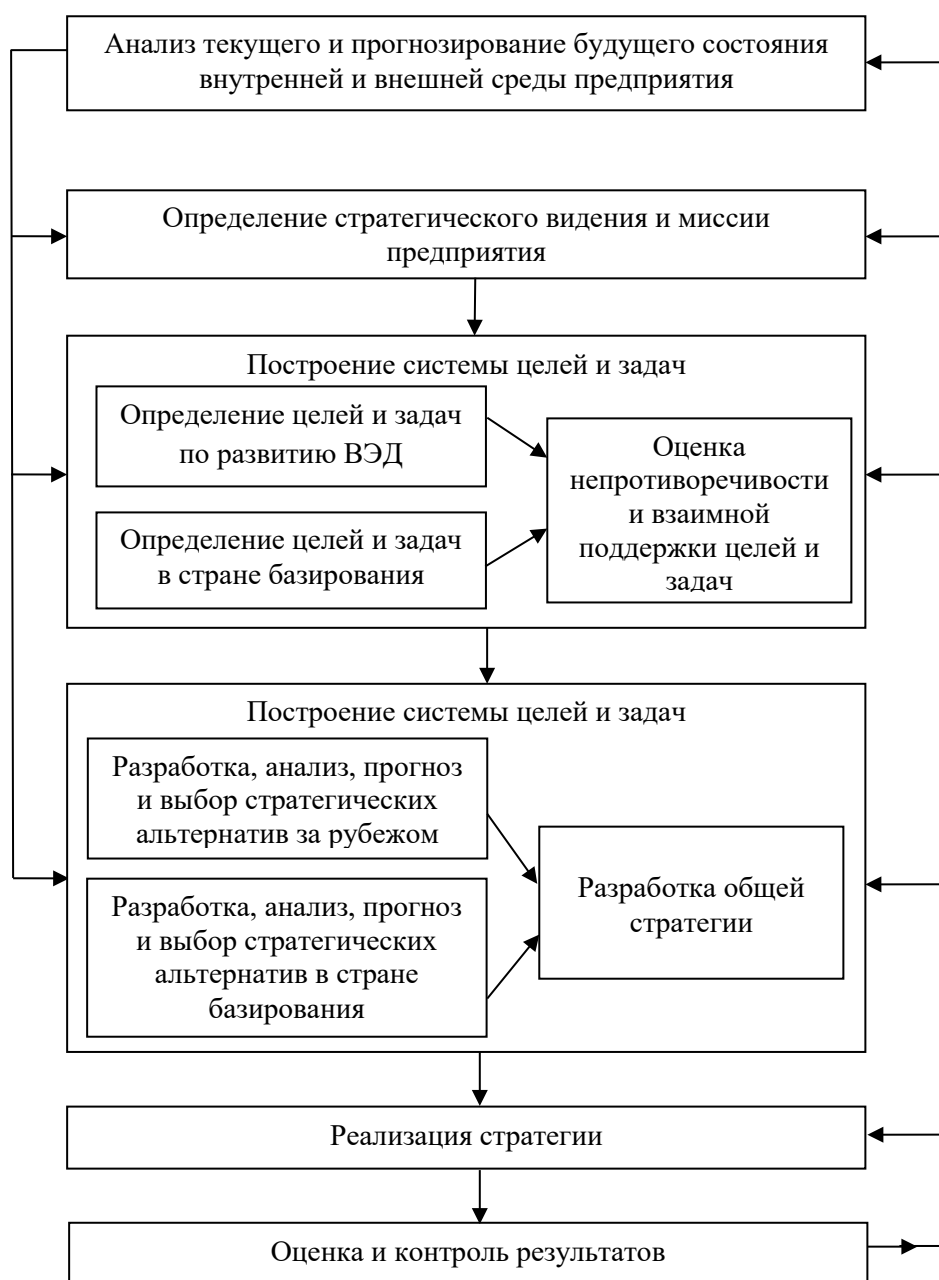 Анализ текущего и прогнозирование будущего состояния
внутренней и внешней среды предприятия
Определение стратегического видения и миссии
предприятия
Построение системы целей и задач
Определение целей и задач
по развитию ВЭД
Определение целей и задач
в стране базирования
Оценка
непротиворечивости
и взаимной
поддержки целей и
задач
Построение системы целей и задач
Разработка, анализ, прогноз
и выбор стратегических
альтернатив за рубежом
Разработка, анализ, прогноз
и выбор стратегических
альтернатив в стране
базирования
Разработка общей
стратегии
Реализация стратегии
Оценка и контроль результатов